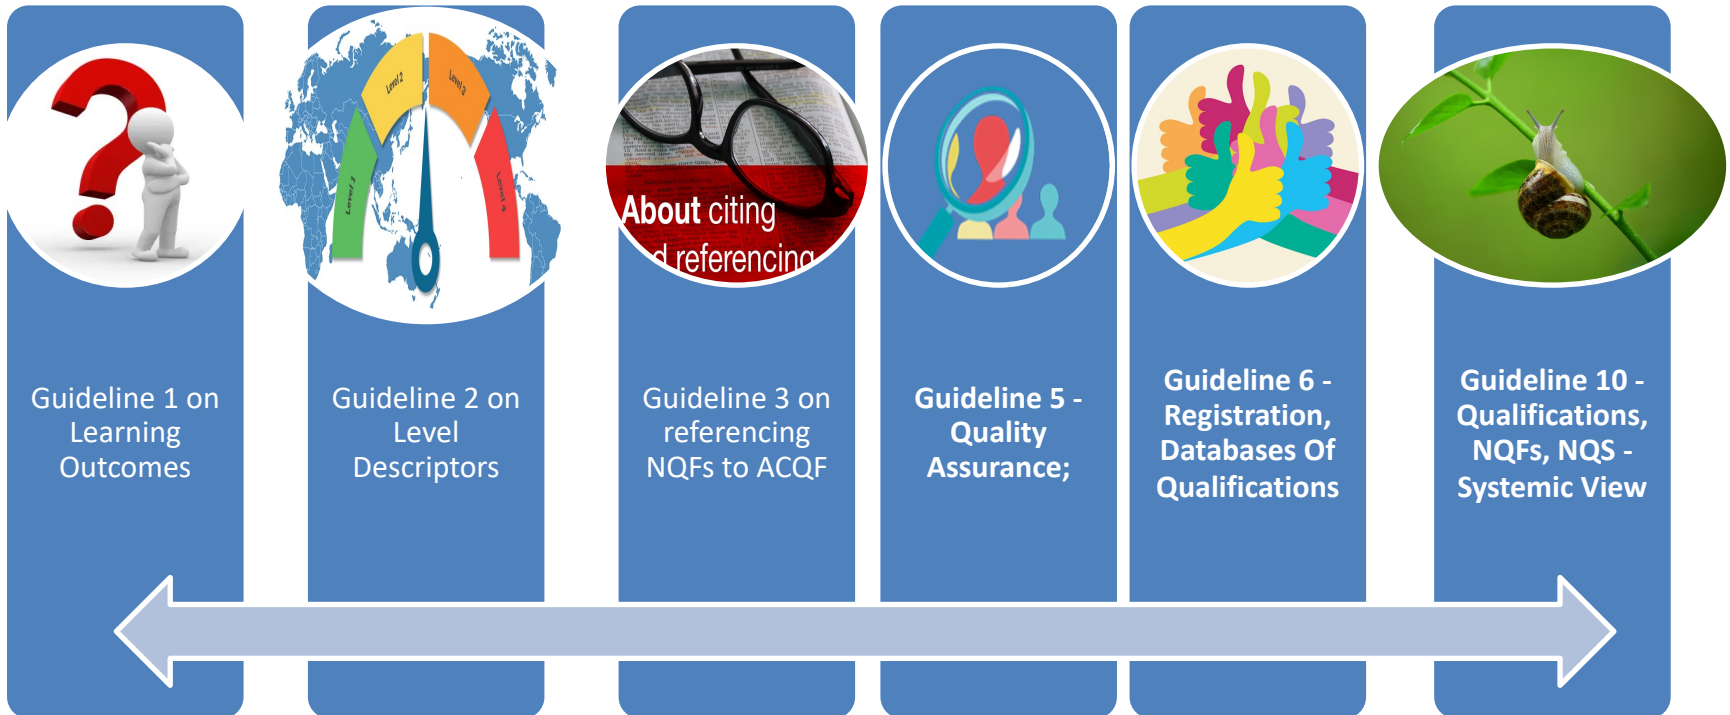 Level 1
Level 2
Level 3
Level 4
About citing
d referencing
Guideline 1 on
Learning
Outcomes
Guideline 2 on
Level
Descriptors
Guideline 3 on
referencing
NQFs to ACQF
Guideline 5 -
Quality
Assurance;
Guideline 6 -
Registration,
Databases Of
Qualifications
Guideline 10 -
Qualifications,
NQFs, NQS -
Systemic View